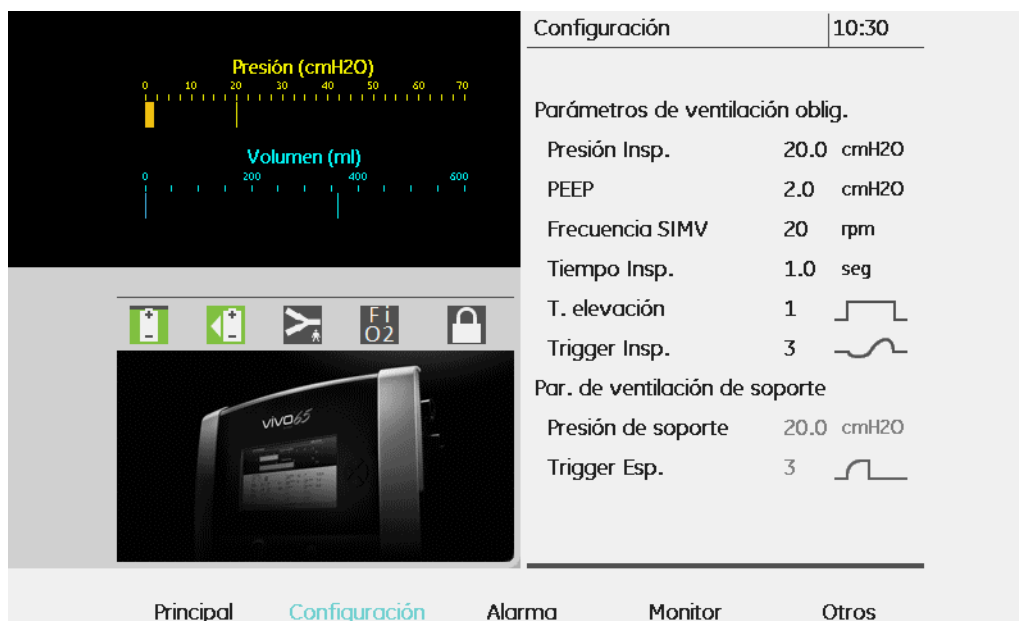 Configuración 10:30
Presión (cmH2O)
0 10 20 30 40 50 60 70
Volumen (ml)
0 200 400 600
Fi
O2
vivo65
Parámetros de ventilación oblig.
Presión Insp. 20.0 cmH2O
PEEP 2.0 cmH2O
Frecuencia SIMV 20 rpm
Tiempo Insp. 1.0 seg
T. elevación 1
Trigger Insp. 3
Par. de ventilación de soporte
Presión de soporte 20.0 cmH2O
Trigger Esp. 3
Principal Configuración Alarma Monitor Otros